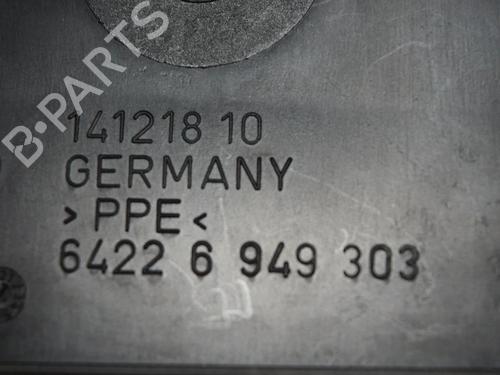 B-PARTS
141218 10
GERMANY
>PPE<
6422 6 949 303